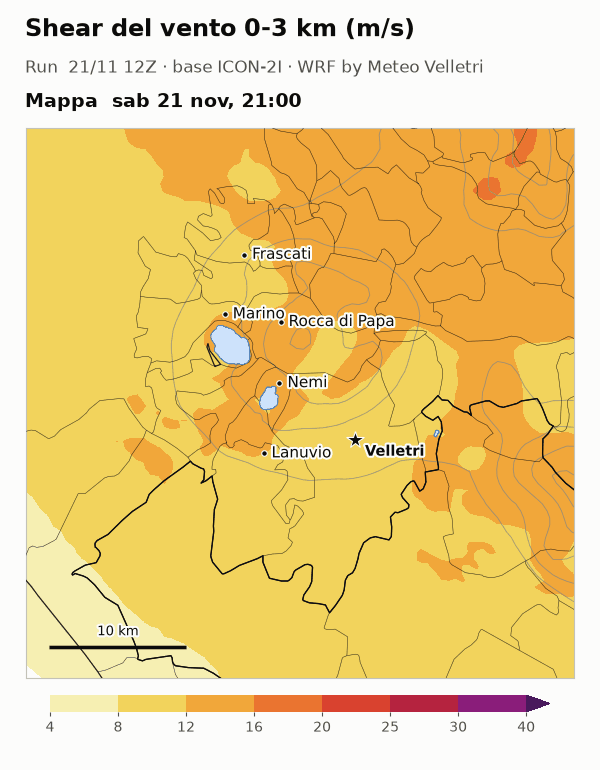 Shear del vento 0-3 km (m/s)
Run  21/11 12Z · base ICON-2I · WRF by Meteo Velletri
Mappa  sab 21 nov, 21:00
Frascati
Marino
Rocca di Papa
Nemi
Velletri
Lanuvio
10 km
4 8 12 16 20 25 30 40